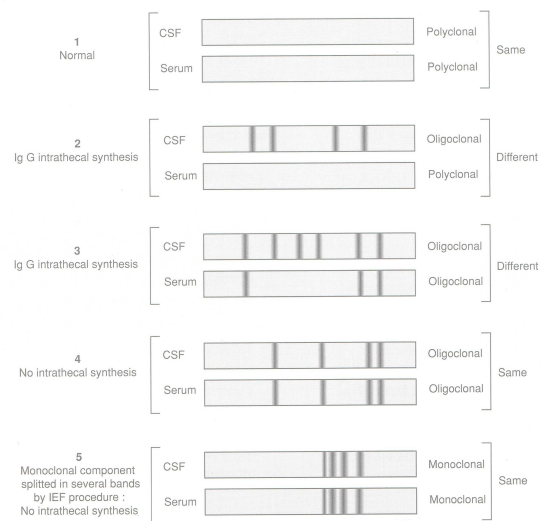 1
Normal
CSF
Polyclonal
Serum
Polyclonal
Same
2
Ig G intrathecal synthesis
CSF
Oligoclonal
Serum
Polyclonal
Different
3
Ig G intrathecal synthesis
CSF
Oligoclonal
Serum
Oligoclonal
Different
4
No intrathecal synthesis
CSF
Oligoclonal
Serum
Oligoclonal
Same
5
Monoclonal component
splitted in several bands
by IEF procedure :
No intrathecal synthesis
CSF
Monoclonal
Serum
Monoclonal
Same